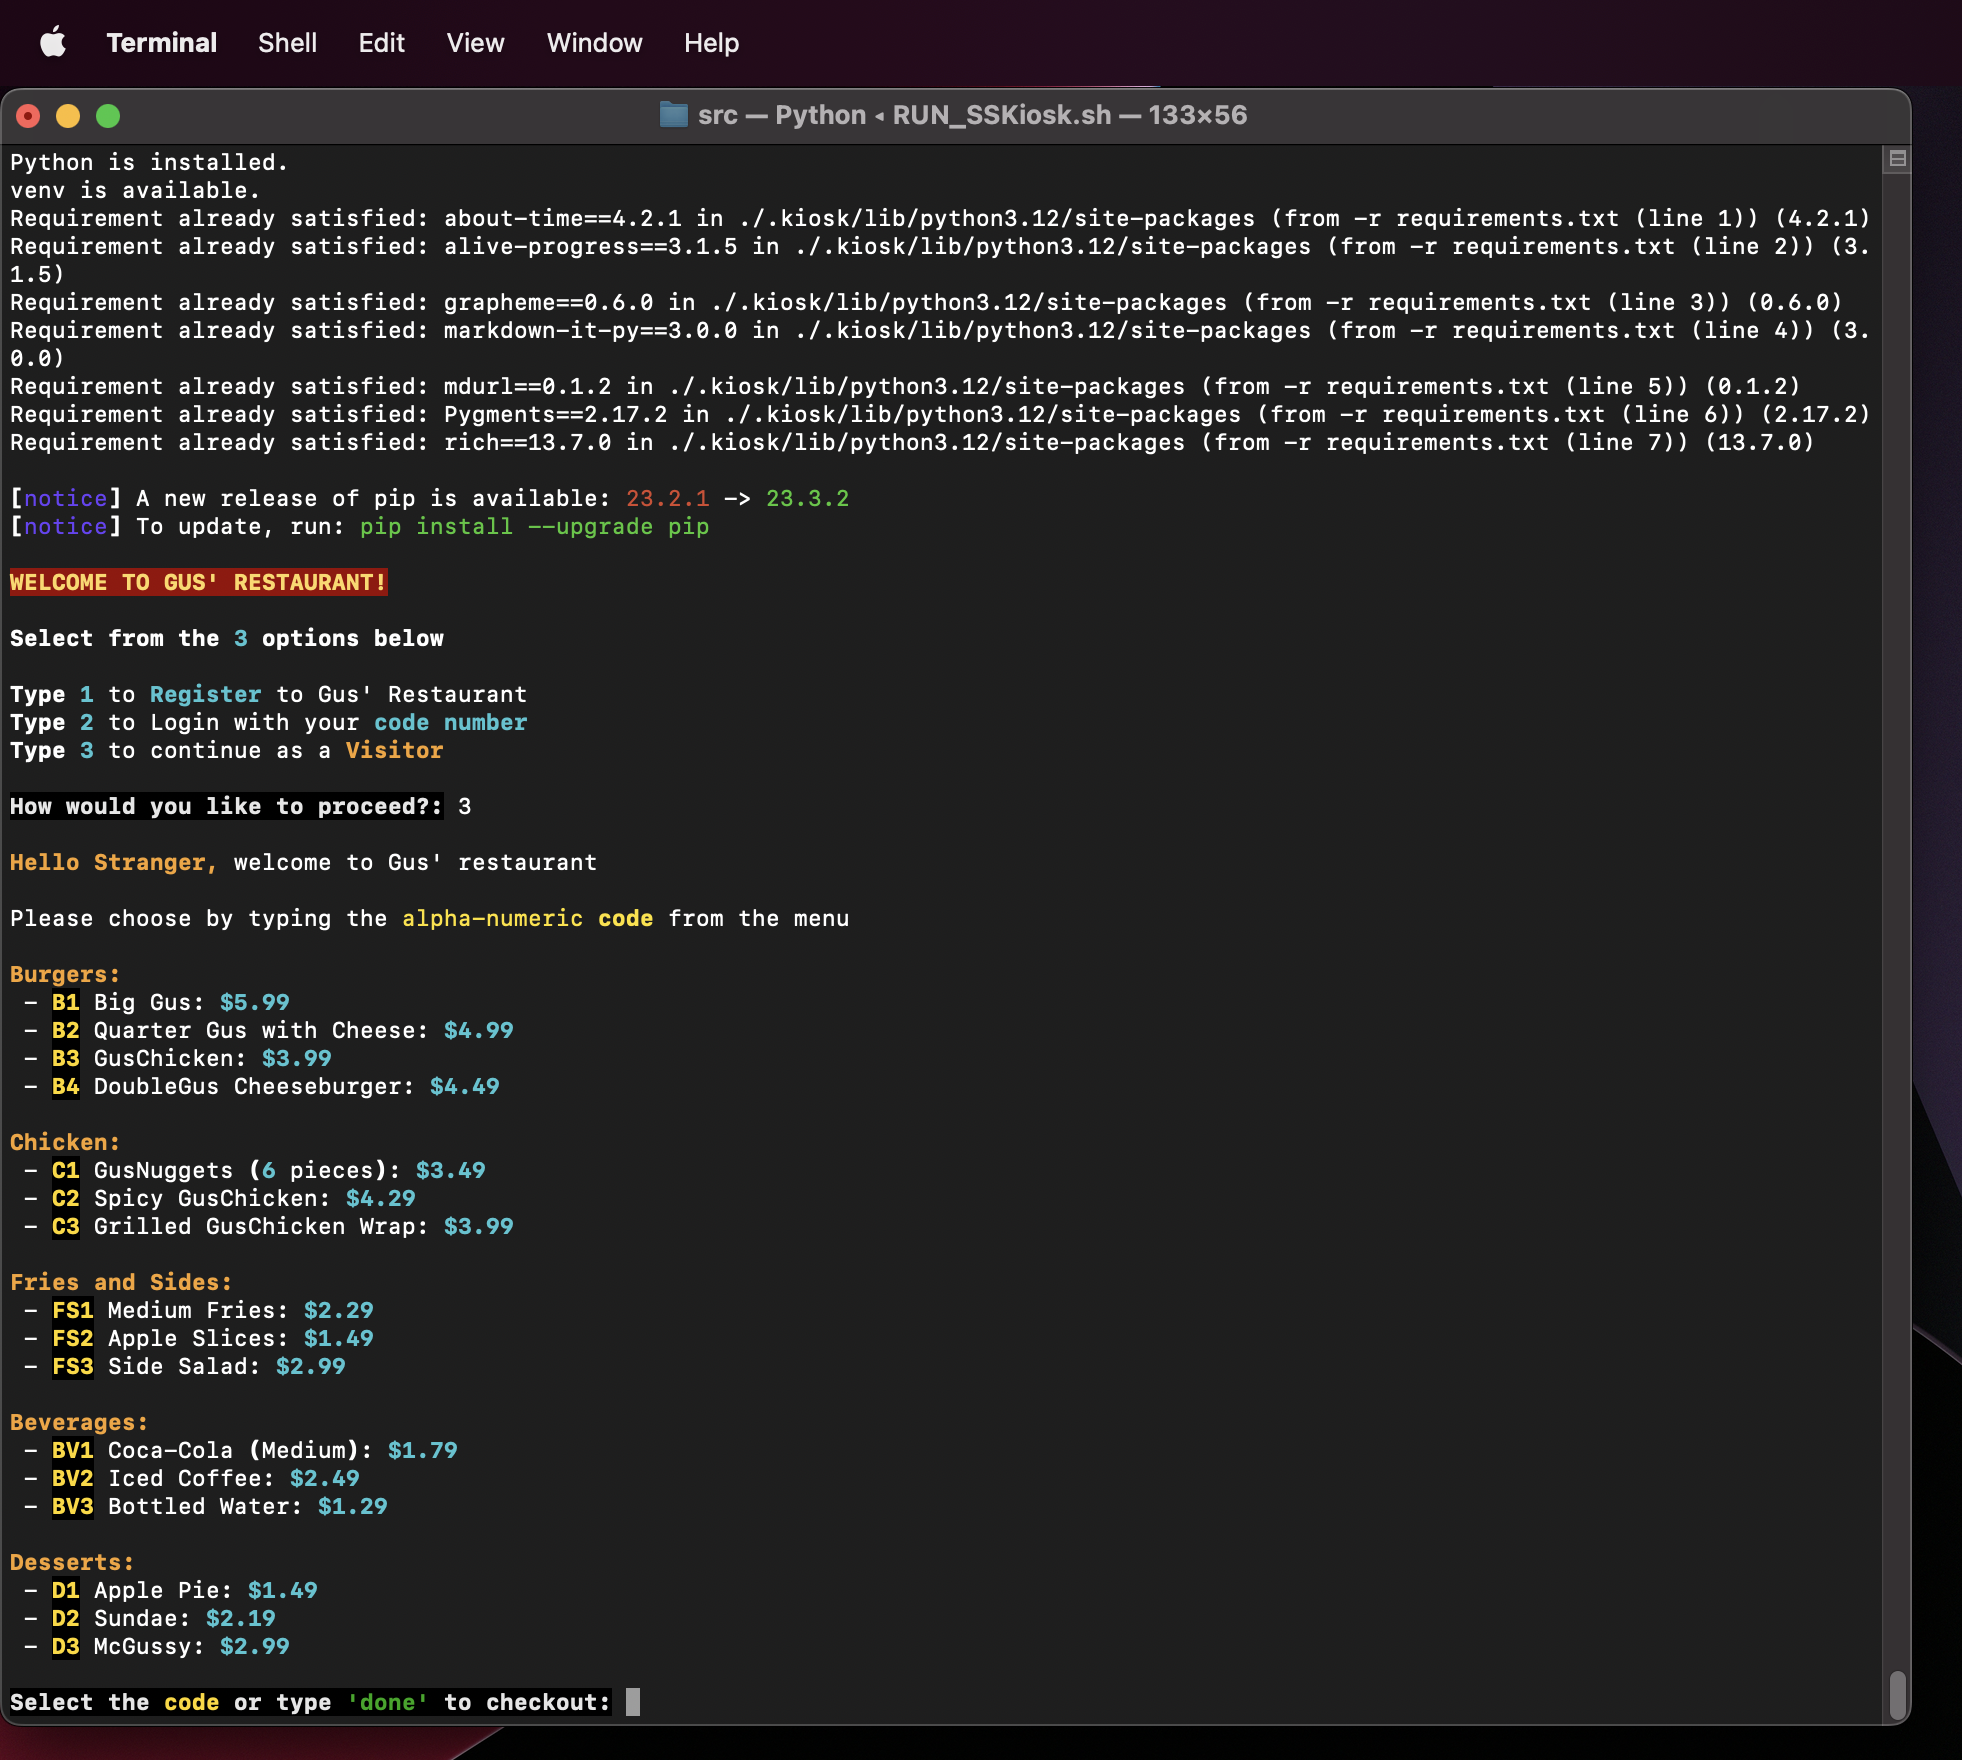 Terminal Shell Edit View Window Help
src — Python ◂ RUN_SSKiosk.sh — 133×56
Python is installed.
venv is available.
Requirement already satisfied: about-time==4.2.1 in ./.kiosk/lib/python3.12/site-packages (from -r requirements.txt (line 1)) (4.2.1)
Requirement already satisfied: alive-progress==3.1.5 in ./.kiosk/lib/python3.12/site-packages (from -r requirements.txt (line 2)) (3.
1.5)
Requirement already satisfied: grapheme==0.6.0 in ./.kiosk/lib/python3.12/site-packages (from -r requirements.txt (line 3)) (0.6.0)
Requirement already satisfied: markdown-it-py==3.0.0 in ./.kiosk/lib/python3.12/site-packages (from -r requirements.txt (line 4)) (3.
0.0)
Requirement already satisfied: mdurl==0.1.2 in ./.kiosk/lib/python3.12/site-packages (from -r requirements.txt (line 5)) (0.1.2)
Requirement already satisfied: Pygments==2.17.2 in ./.kiosk/lib/python3.12/site-packages (from -r requirements.txt (line 6)) (2.17.2)
Requirement already satisfied: rich==13.7.0 in ./.kiosk/lib/python3.12/site-packages (from -r requirements.txt (line 7)) (13.7.0)
[notice] A new release of pip is available: 23.2.1 -> 23.3.2
[notice] To update, run: pip install --upgrade pip
WELCOME TO GUS' RESTAURANT!
Select from the 3 options below
Type 1 to Register to Gus' Restaurant
Type 2 to Login with your code number
Type 3 to continue as a Visitor
How would you like to proceed?: 3
Hello Stranger, welcome to Gus' restaurant
Please choose by typing the alpha-numeric code from the menu
Burgers:
- B1 Big Gus: $5.99
- B2 Quarter Gus with Cheese: $4.99
- B3 GusChicken: $3.99
- B4 DoubleGus Cheeseburger: $4.49
Chicken:
- C1 GusNuggets (6 pieces): $3.49
- C2 Spicy GusChicken: $4.29
- C3 Grilled GusChicken Wrap: $3.99
Fries and Sides:
- FS1 Medium Fries: $2.29
- FS2 Apple Slices: $1.49
- FS3 Side Salad: $2.99
Beverages:
- BV1 Coca-Cola (Medium): $1.79
- BV2 Iced Coffee: $2.49
- BV3 Bottled Water: $1.29
Desserts:
- D1 Apple Pie: $1.49
- D2 Sundae: $2.19
- D3 McGussy: $2.99
Select the code or type 'done' to checkout: